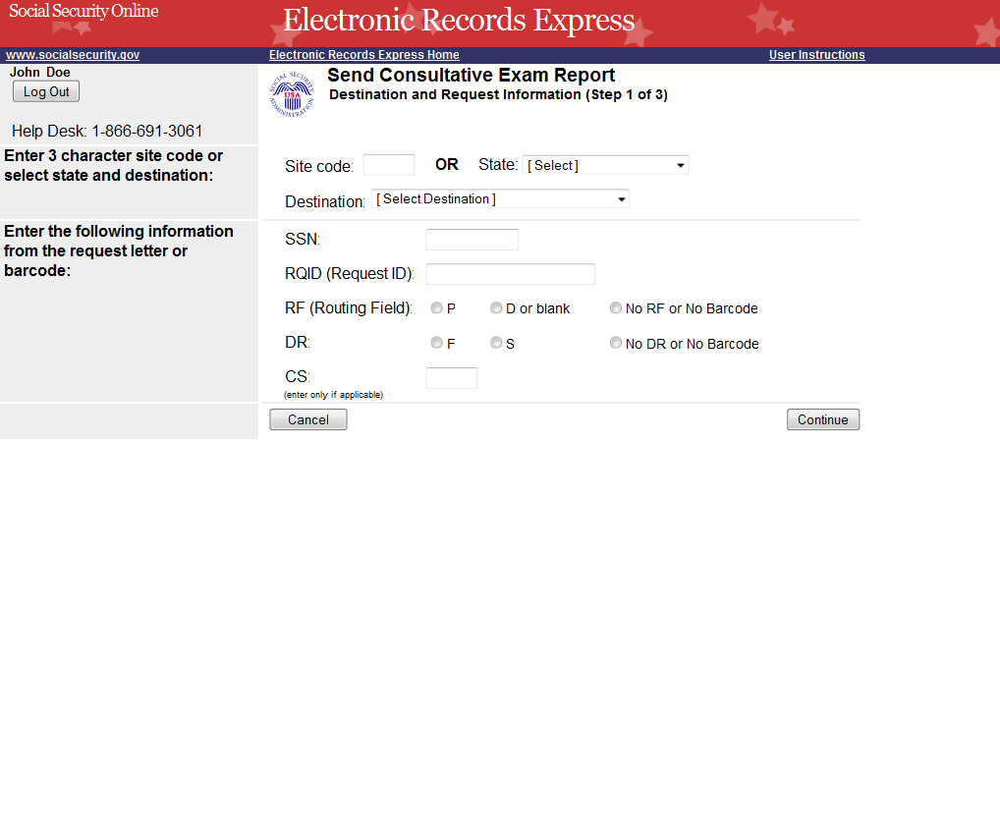 Social Security Online
Electronic Records Express
www.socialsecurity.gov
Electronic Records Express Home
User Instructions
John Doe
Log Out
Help Desk: 1-866-691-3061
SOCIAL SECURITY ADMINISTRATION
USA
Send Consultative Exam Report
Destination and Request Information (Step 1 of 3)
Enter 3 character site code or
select state and destination:
Site code: OR State: [ Select ]
Destination: [ Select Destination ]
Enter the following information
from the request letter or
barcode:
SSN:
RQID (Request ID):
RF (Routing Field): P D or blank No RF or No Barcode
DR: F S No DR or No Barcode
CS:
(enter only if applicable)
Cancel
Continue